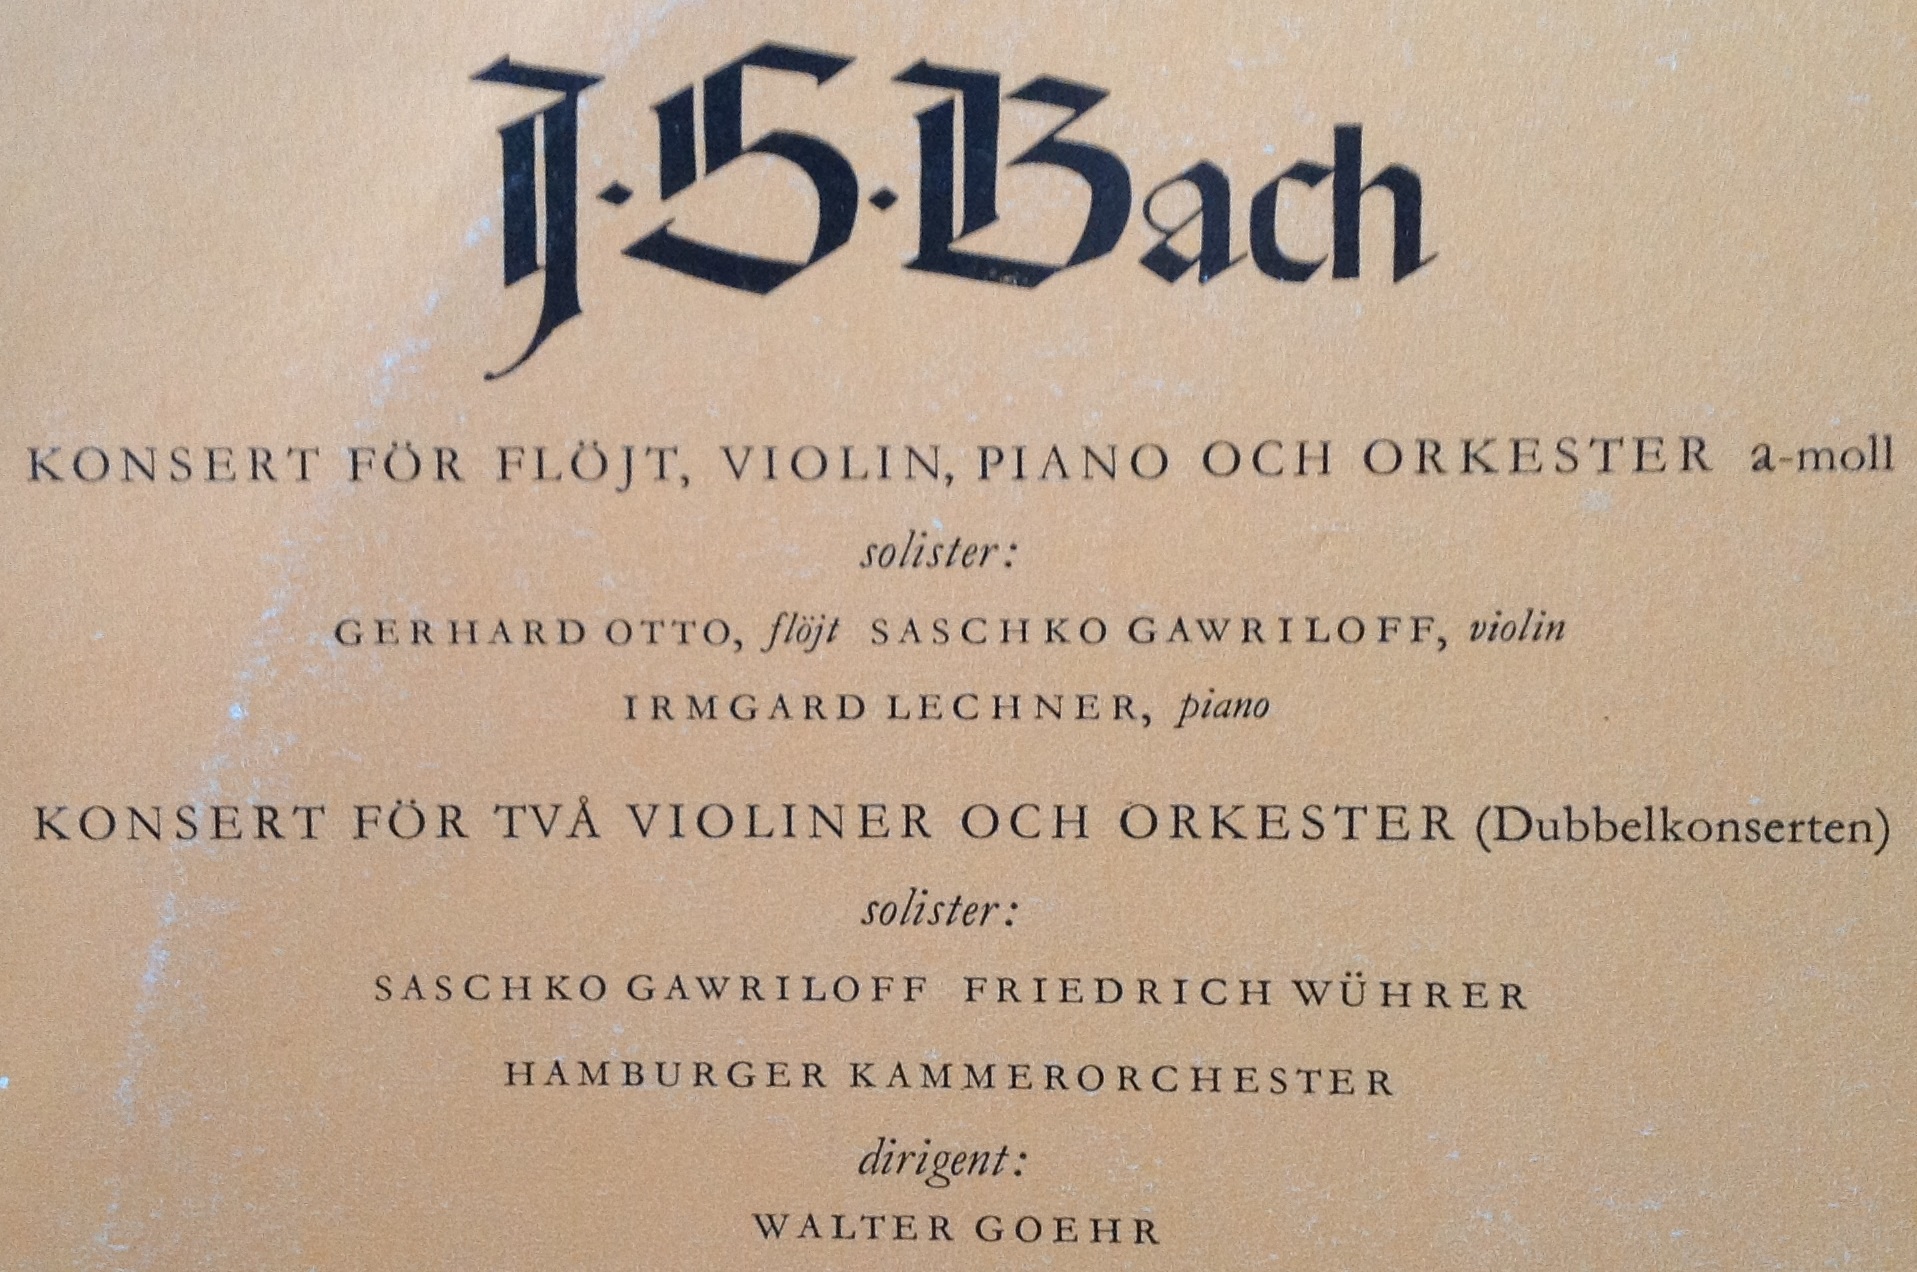 J·S·Bach
KONSERT FÖR FLÖJT, VIOLIN, PIANO OCH ORKESTER a-moll
solister:
GERHARD OTTO, flöjt SASCHKO GAWRILOFF, violin
IRMGARD LECHNER, piano
KONSERT FÖR TVÅ VIOLINER OCH ORKESTER (Dubbelkonserten)
solister:
SASCHKO GAWRILOFF FRIEDRICH WÜHRER
HAMBURGER KAMMERORCHESTER
dirigent:
WALTER GOEHR